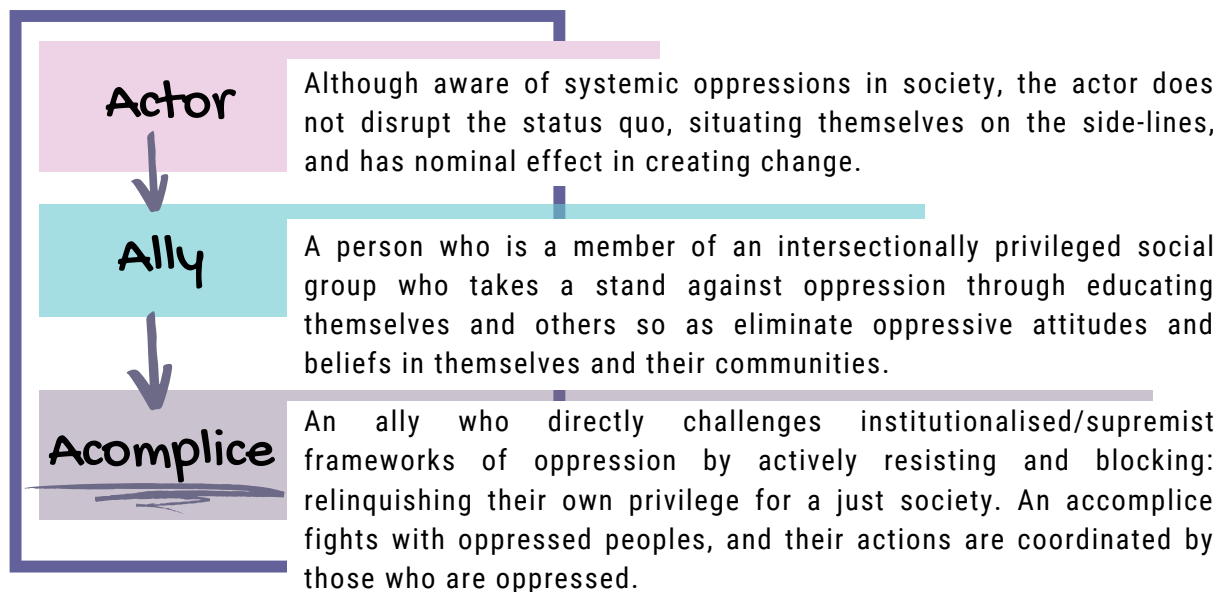 Actor
Although aware of systemic oppressions in society, the actor does
not disrupt the status quo, situating themselves on the side-lines,
and has nominal effect in creating change.
Ally
A person who is a member of an intersectionally privileged social
group who takes a stand against oppression through educating
themselves and others so as eliminate oppressive attitudes and
beliefs in themselves and their communities.
Acomplice
An ally who directly challenges institutionalised/supremist
frameworks of oppression by actively resisting and blocking:
relinquishing their own privilege for a just society. An accomplice
fights with oppressed peoples, and their actions are coordinated by
those who are oppressed.